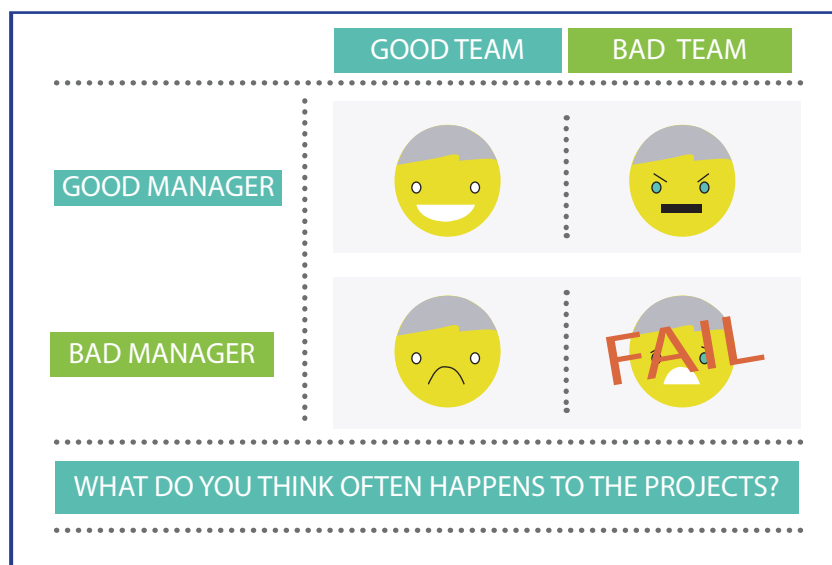 GOOD TEAM
BAD TEAM
GOOD MANAGER
BAD MANAGER
FAIL
WHAT DO YOU THINK OFTEN HAPPENS TO THE PROJECTS?